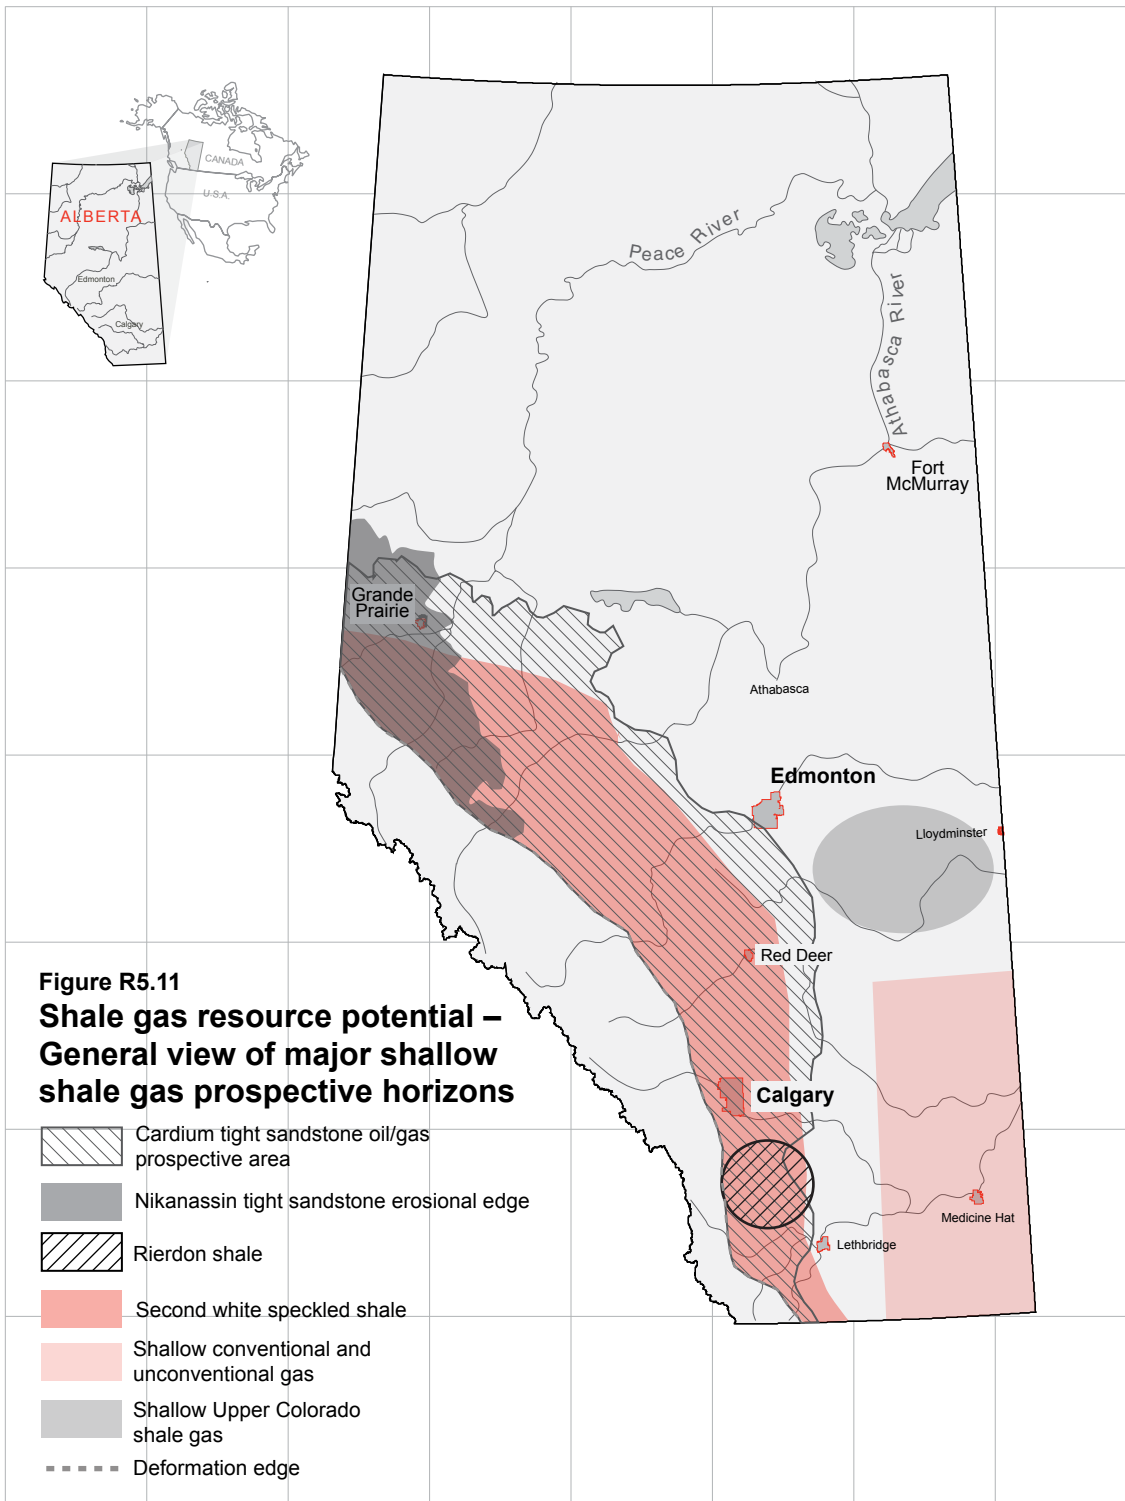 CANADA
U.S.A.
ALBERTA
Edmonton
Calgary
Peace River
Athabasca River
Fort
McMurray
Grande
Prairie
Athabasca
Edmonton
Lloydminster
Red Deer
Calgary
Medicine Hat
Lethbridge
Figure R5.11
Shale gas resource potential –
General view of major shallow
shale gas prospective horizons
Cardium tight sandstone oil/gas
prospective area
Nikanassin tight sandstone erosional edge
Rierdon shale
Second white speckled shale
Shallow conventional and
unconventional gas
Shallow Upper Colorado
shale gas
Deformation edge